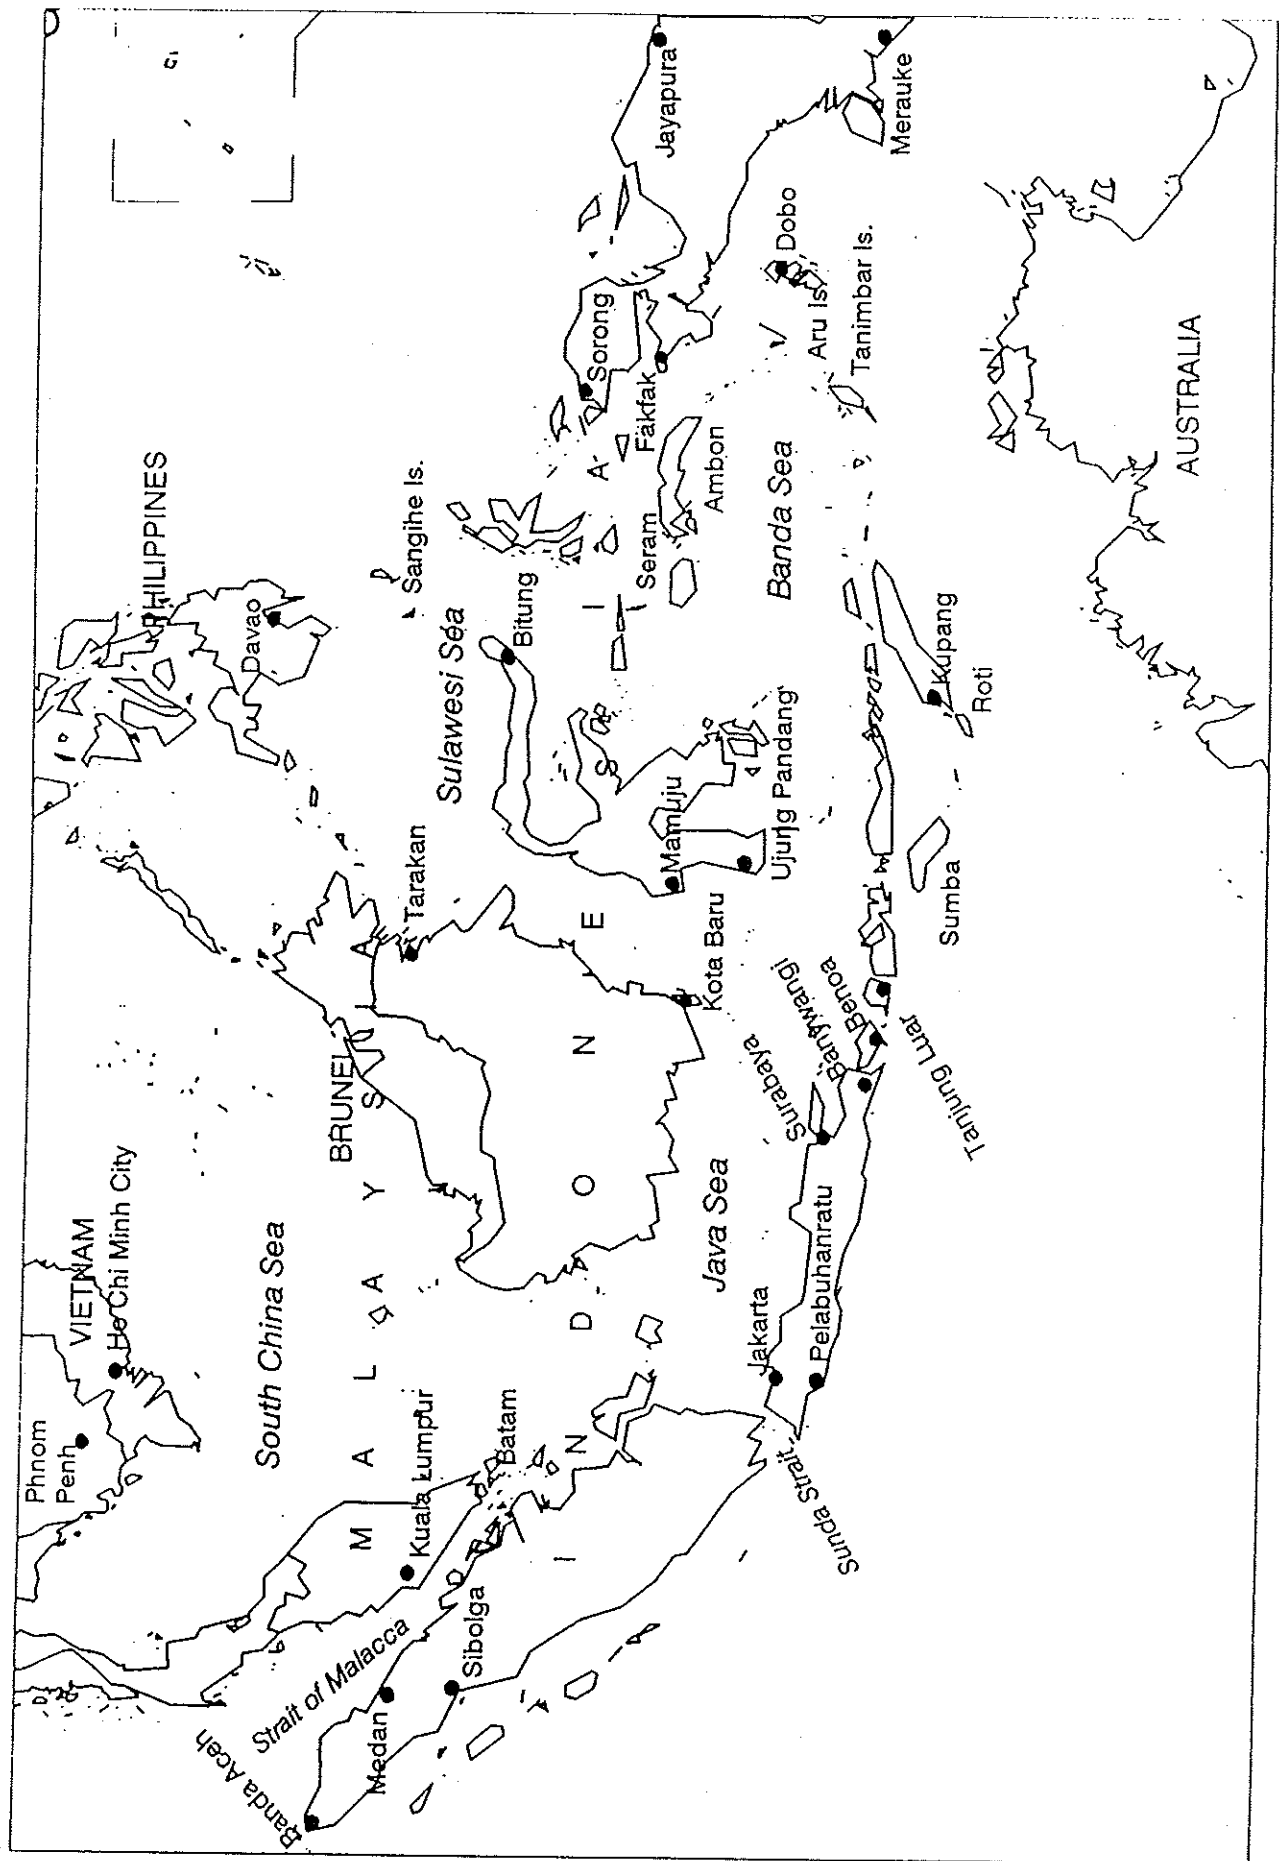 Phnom
Penh
VIETNAM
Ho Chi Minh City
PHILIPPINES
Davao
South China Sea
BRUNEI
MALAYSIA
Sulawesi Sea
Sangihe Is.
Banda Aceh
Strait of Malacca
Kuala Lumpur
Tarakan
Medan
Sibolga
Batam
Bitung
INDONESIA
Sorong
Jayapura
Mamuju
Seram
Fakfak
Kota Baru
Ambon
Java Sea
Ujung Pandang
Banda Sea
Dobo
Jakarta
Surabaya
Aru Is.
Merauke
Pelabuhanratu
Banywangi
Benoa
Tanimbar Is.
Sunda Strait
Tanjung Luar
Sumba
Kupang
Roti
AUSTRALIA